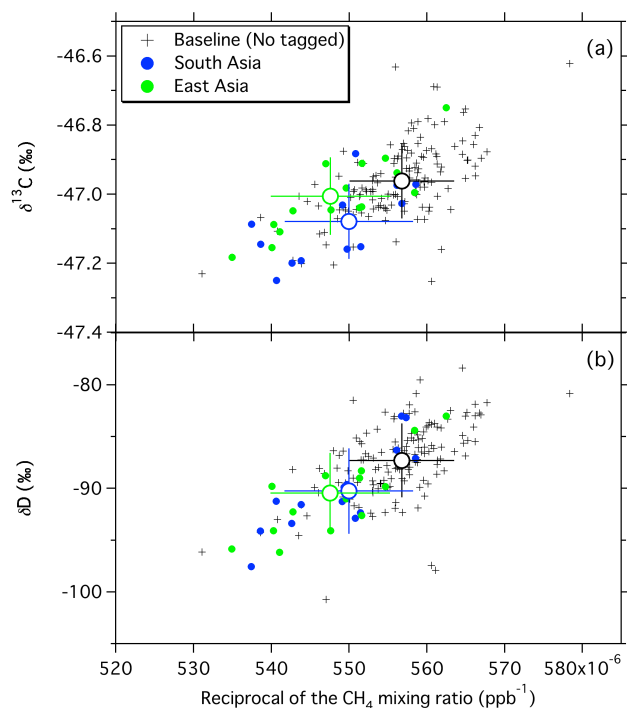 Baseline (No tagged)
South Asia
East Asia
(a)
-46.6
-46.8
-47.0
-47.2
-47.4
δ¹³C (‰)
(b)
-80
-90
-100
δD (‰)
520 530 540 550 560 570 580x10⁻⁶
Reciprocal of the CH₄ mixing ratio (ppb⁻¹)